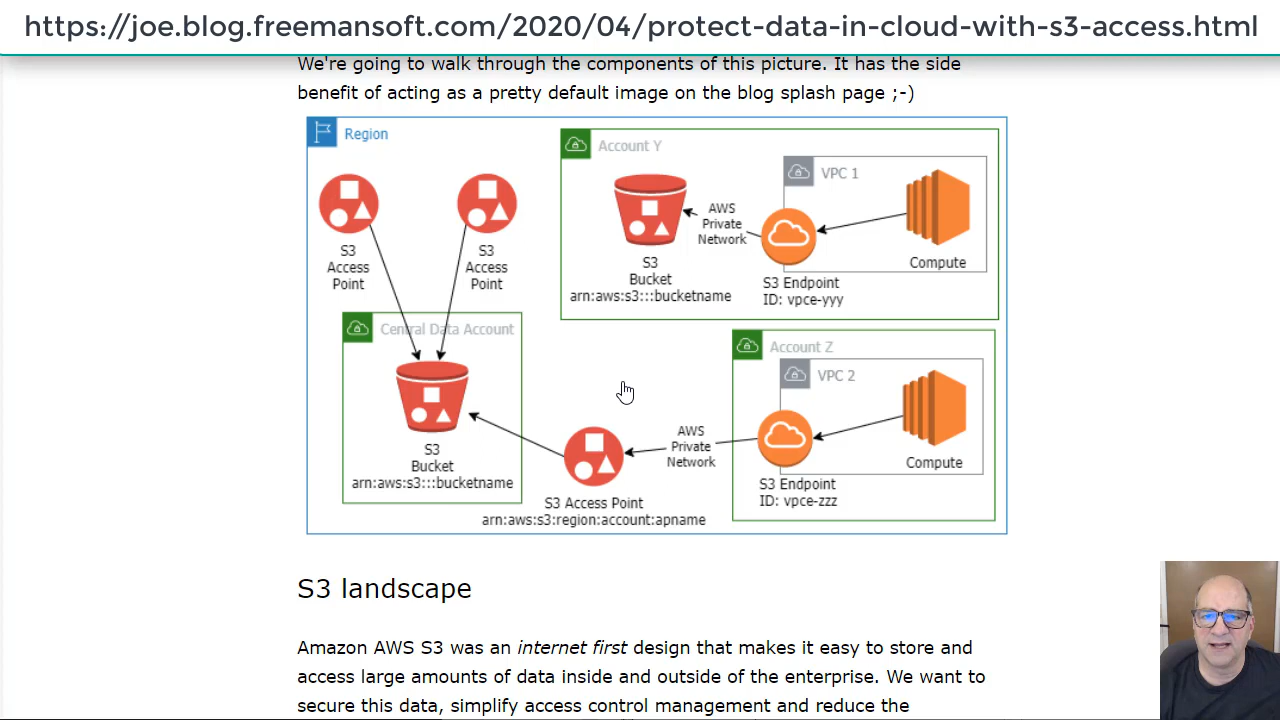 https://joe.blog.freemansoft.com/2020/04/protect-data-in-cloud-with-s3-access.html
We're going to walk through the components of this picture. It has the side
benefit of acting as a pretty default image on the blog splash page ;-)
Region
S3
Access
Point
S3
Access
Point
Account Y
VPC 1
AWS
Private
Network
S3
Bucket
arn:aws:s3:::bucketname
S3 Endpoint
ID: vpce-yyy
Compute
Central Data Account
S3
Bucket
arn:aws:s3:::bucketname
S3 Access Point
arn:aws:s3:region:account:apname
AWS
Private
Network
Account Z
VPC 2
S3 Endpoint
ID: vpce-zzz
Compute
S3 landscape
Amazon AWS S3 was an internet first design that makes it easy to store and
access large amounts of data inside and outside of the enterprise. We want to
secure this data, simplify access control management and reduce the